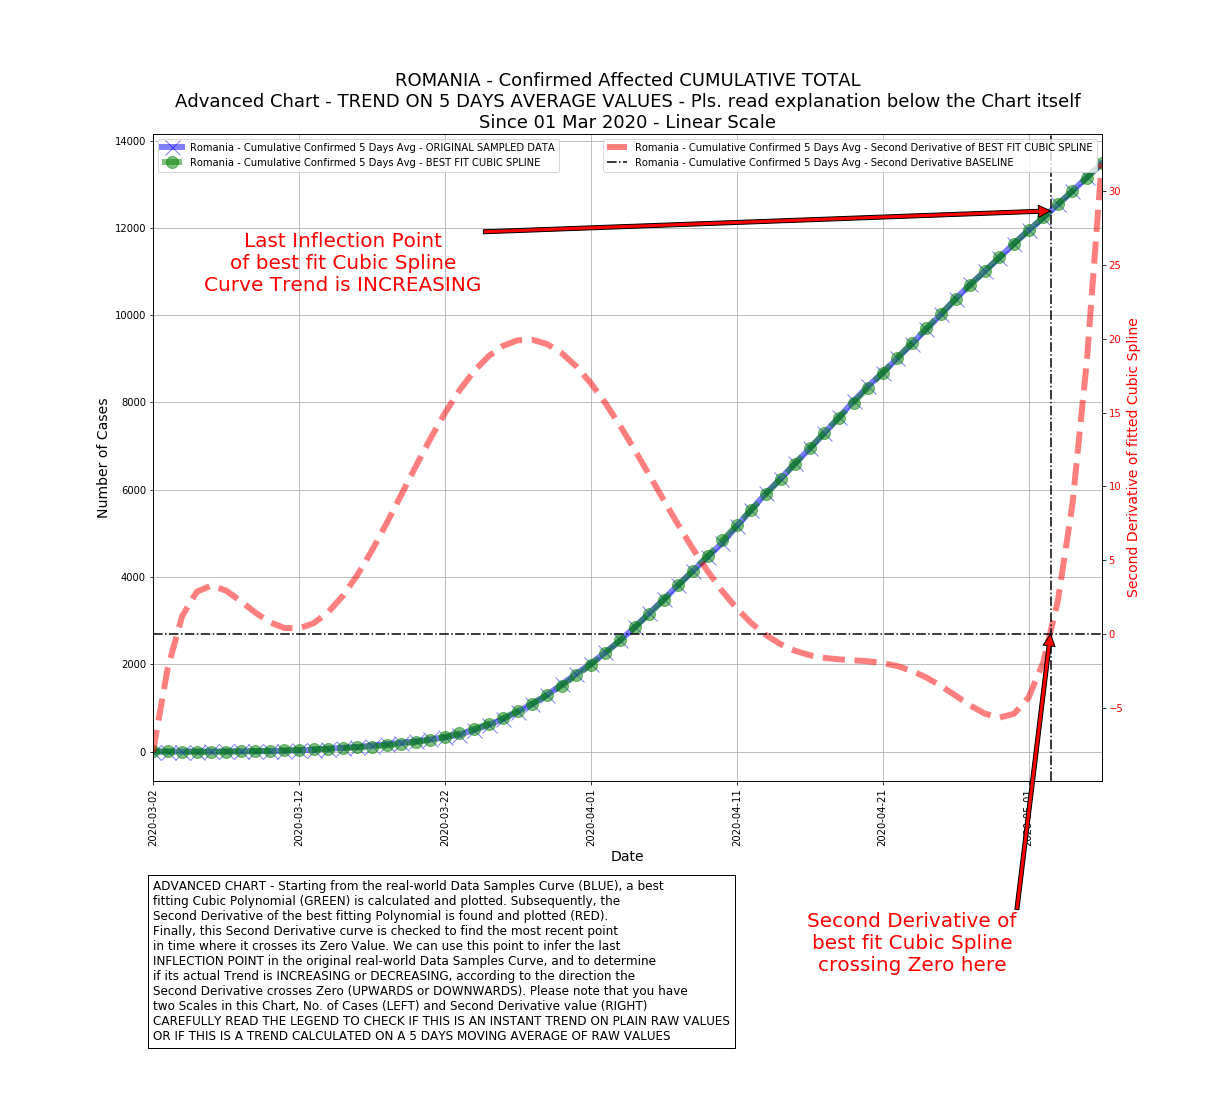 ROMANIA - Confirmed Affected CUMULATIVE TOTAL
Advanced Chart - TREND ON 5 DAYS AVERAGE VALUES - Pls. read explanation below the Chart itself
Since 01 Mar 2020 - Linear Scale
Romania - Cumulative Confirmed 5 Days Avg - ORIGINAL SAMPLED DATA
Romania - Cumulative Confirmed 5 Days Avg - BEST FIT CUBIC SPLINE
Romania - Cumulative Confirmed 5 Days Avg - Second Derivative of BEST FIT CUBIC SPLINE
Romania - Cumulative Confirmed 5 Days Avg - Second Derivative BASELINE
Last Inflection Point
of best fit Cubic Spline
Curve Trend is INCREASING
Number of Cases
14000
12000
10000
8000
6000
4000
2000
0
Second Derivative of fitted Cubic Spline
30
25
20
15
10
5
0
−5
2020-03-02
2020-03-12
2020-03-22
2020-04-01
2020-04-11
2020-04-21
2020-05-01
Date
ADVANCED CHART - Starting from the real-world Data Samples Curve (BLUE), a best
fitting Cubic Polynomial (GREEN) is calculated and plotted. Subsequently, the
Second Derivative of the best fitting Polynomial is found and plotted (RED).
Finally, this Second Derivative curve is checked to find the most recent point
in time where it crosses its Zero Value. We can use this point to infer the last
INFLECTION POINT in the original real-world Data Samples Curve, and to determine
if its actual Trend is INCREASING or DECREASING, according to the direction the
Second Derivative crosses Zero (UPWARDS or DOWNWARDS). Please note that you have
two Scales in this Chart, No. of Cases (LEFT) and Second Derivative value (RIGHT)
CAREFULLY READ THE LEGEND TO CHECK IF THIS IS AN INSTANT TREND ON PLAIN RAW VALUES
OR IF THIS IS A TREND CALCULATED ON A 5 DAYS MOVING AVERAGE OF RAW VALUES
Second Derivative of
best fit Cubic Spline
crossing Zero here